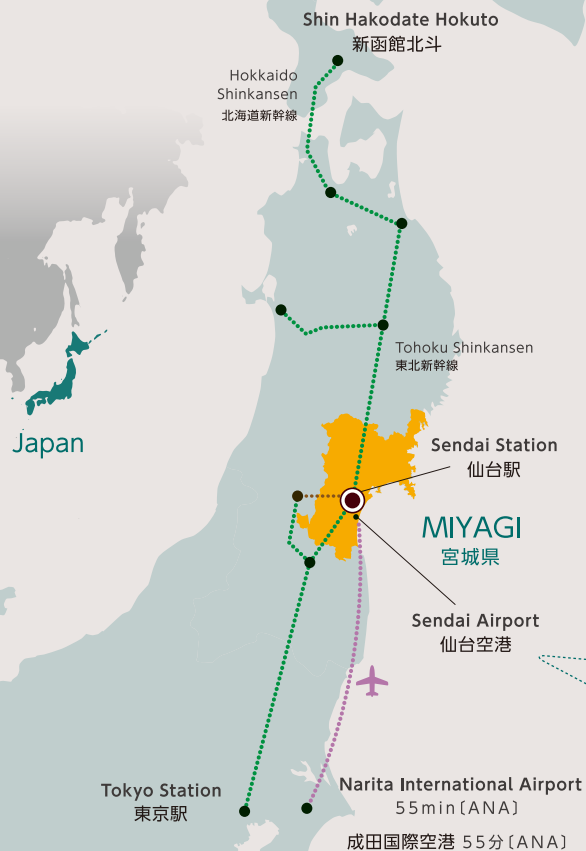 Shin Hakodate Hokuto
新函館北斗
Hokkaido
Shinkansen
北海道新幹線
Tohoku Shinkansen
東北新幹線
Japan
Sendai Station
仙台駅
MIYAGI
宮城県
Sendai Airport
仙台空港
Tokyo Station
東京駅
Narita International Airport
55min〔ANA〕
成田国際空港 55分〔ANA〕